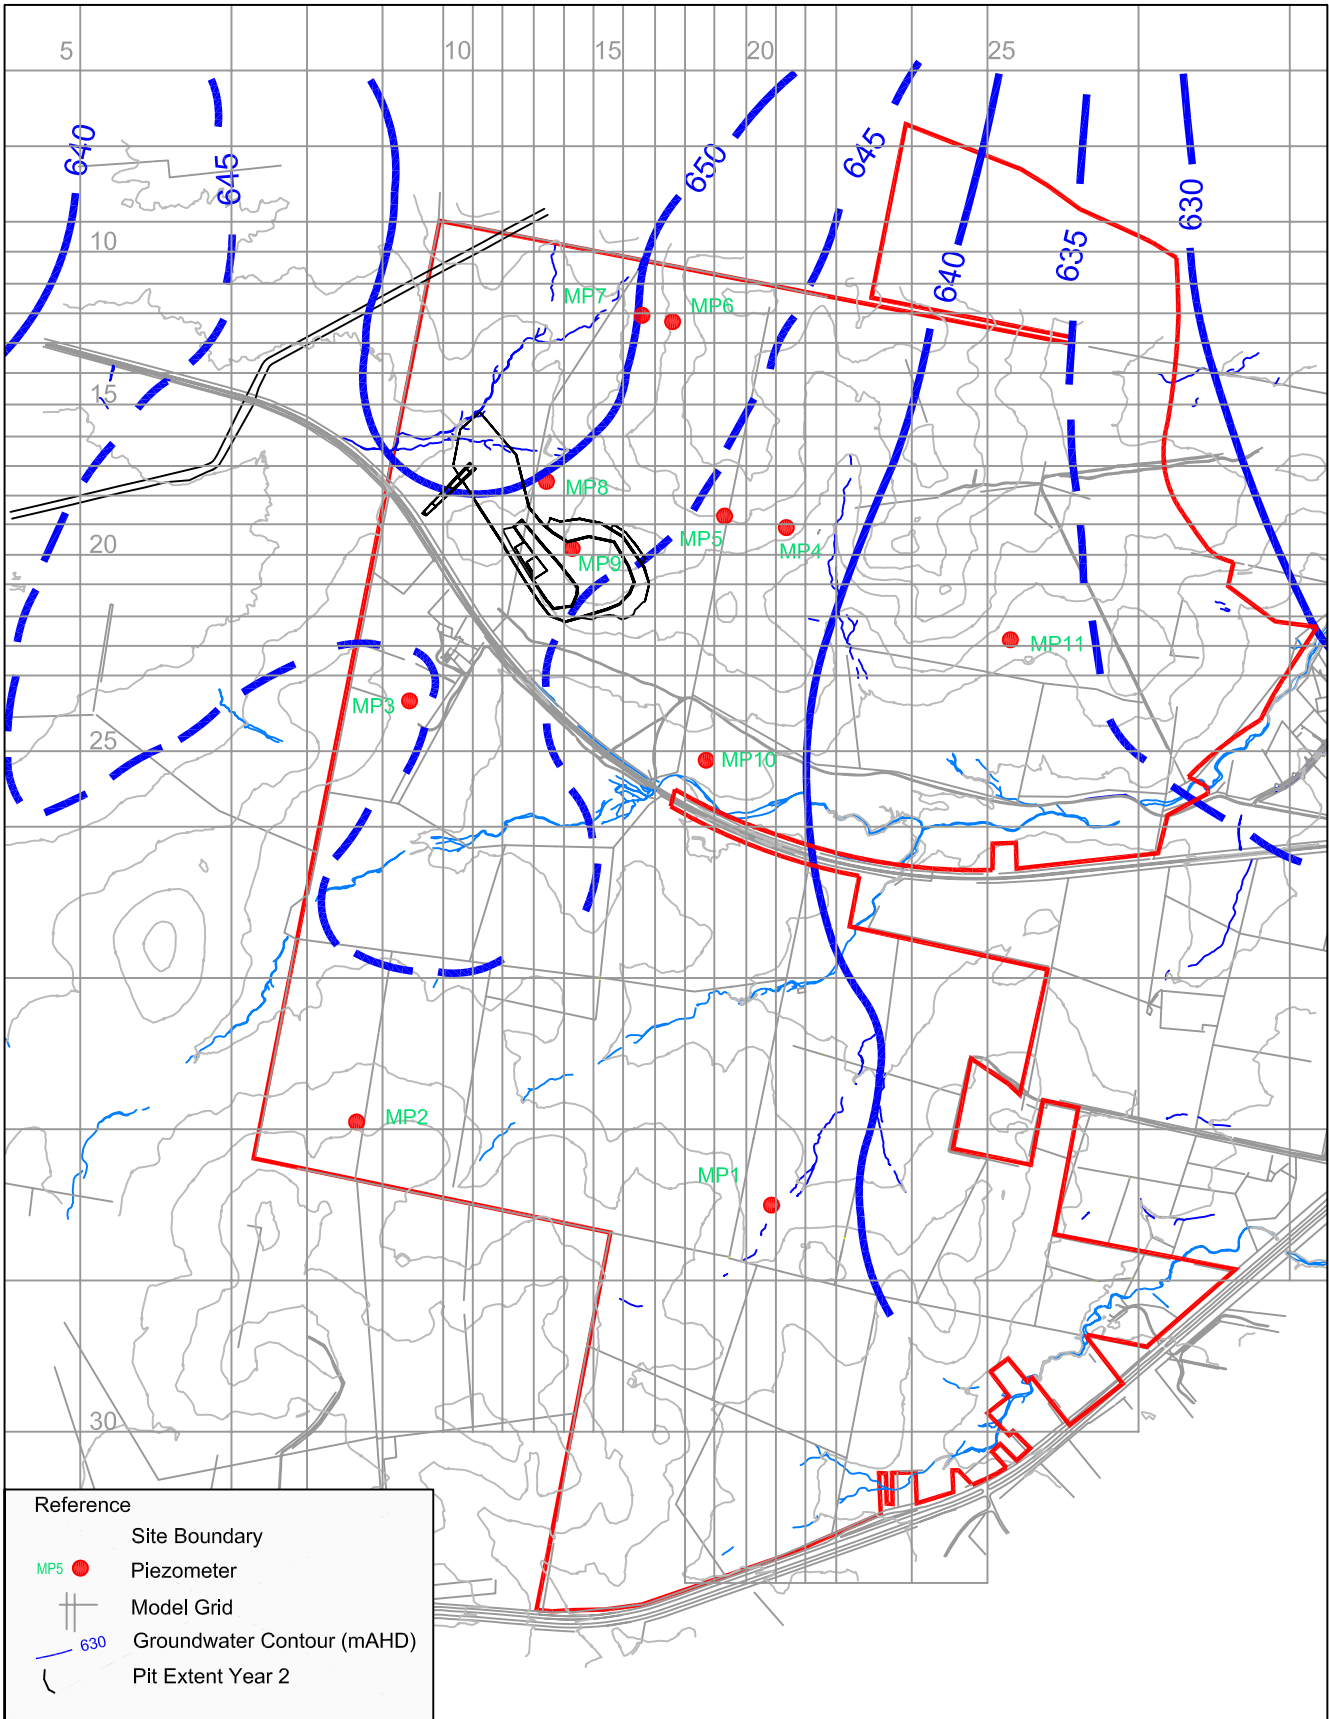 5
10
15
20
25
640
645
650
645
640
635
630
10
MP7
MP6
15
MP8
MP5
MP4
20
MP9
MP11
MP3
25
MP10
MP2
MP1
30
Reference
Site Boundary
MP5 Piezometer
Model Grid
630 Groundwater Contour (mAHD)
Pit Extent Year 2